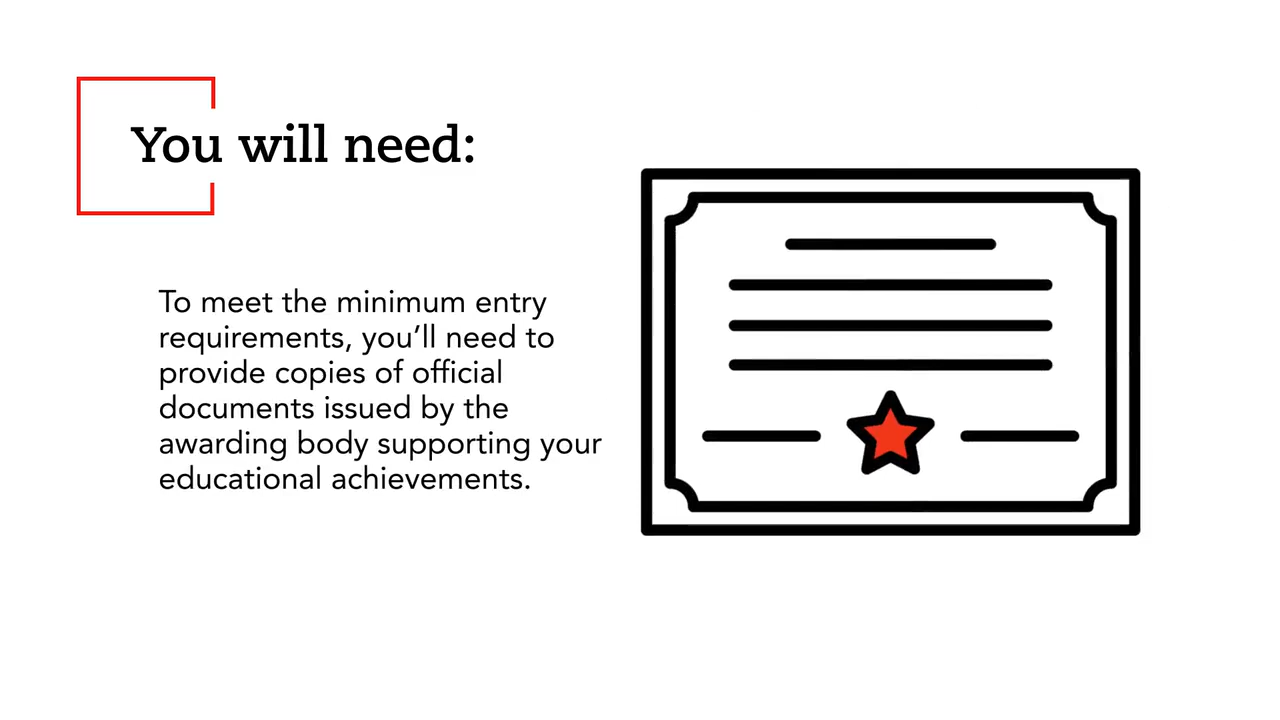 You will need:
To meet the minimum entry
requirements, you’ll need to
provide copies of official
documents issued by the
awarding body supporting your
educational achievements.